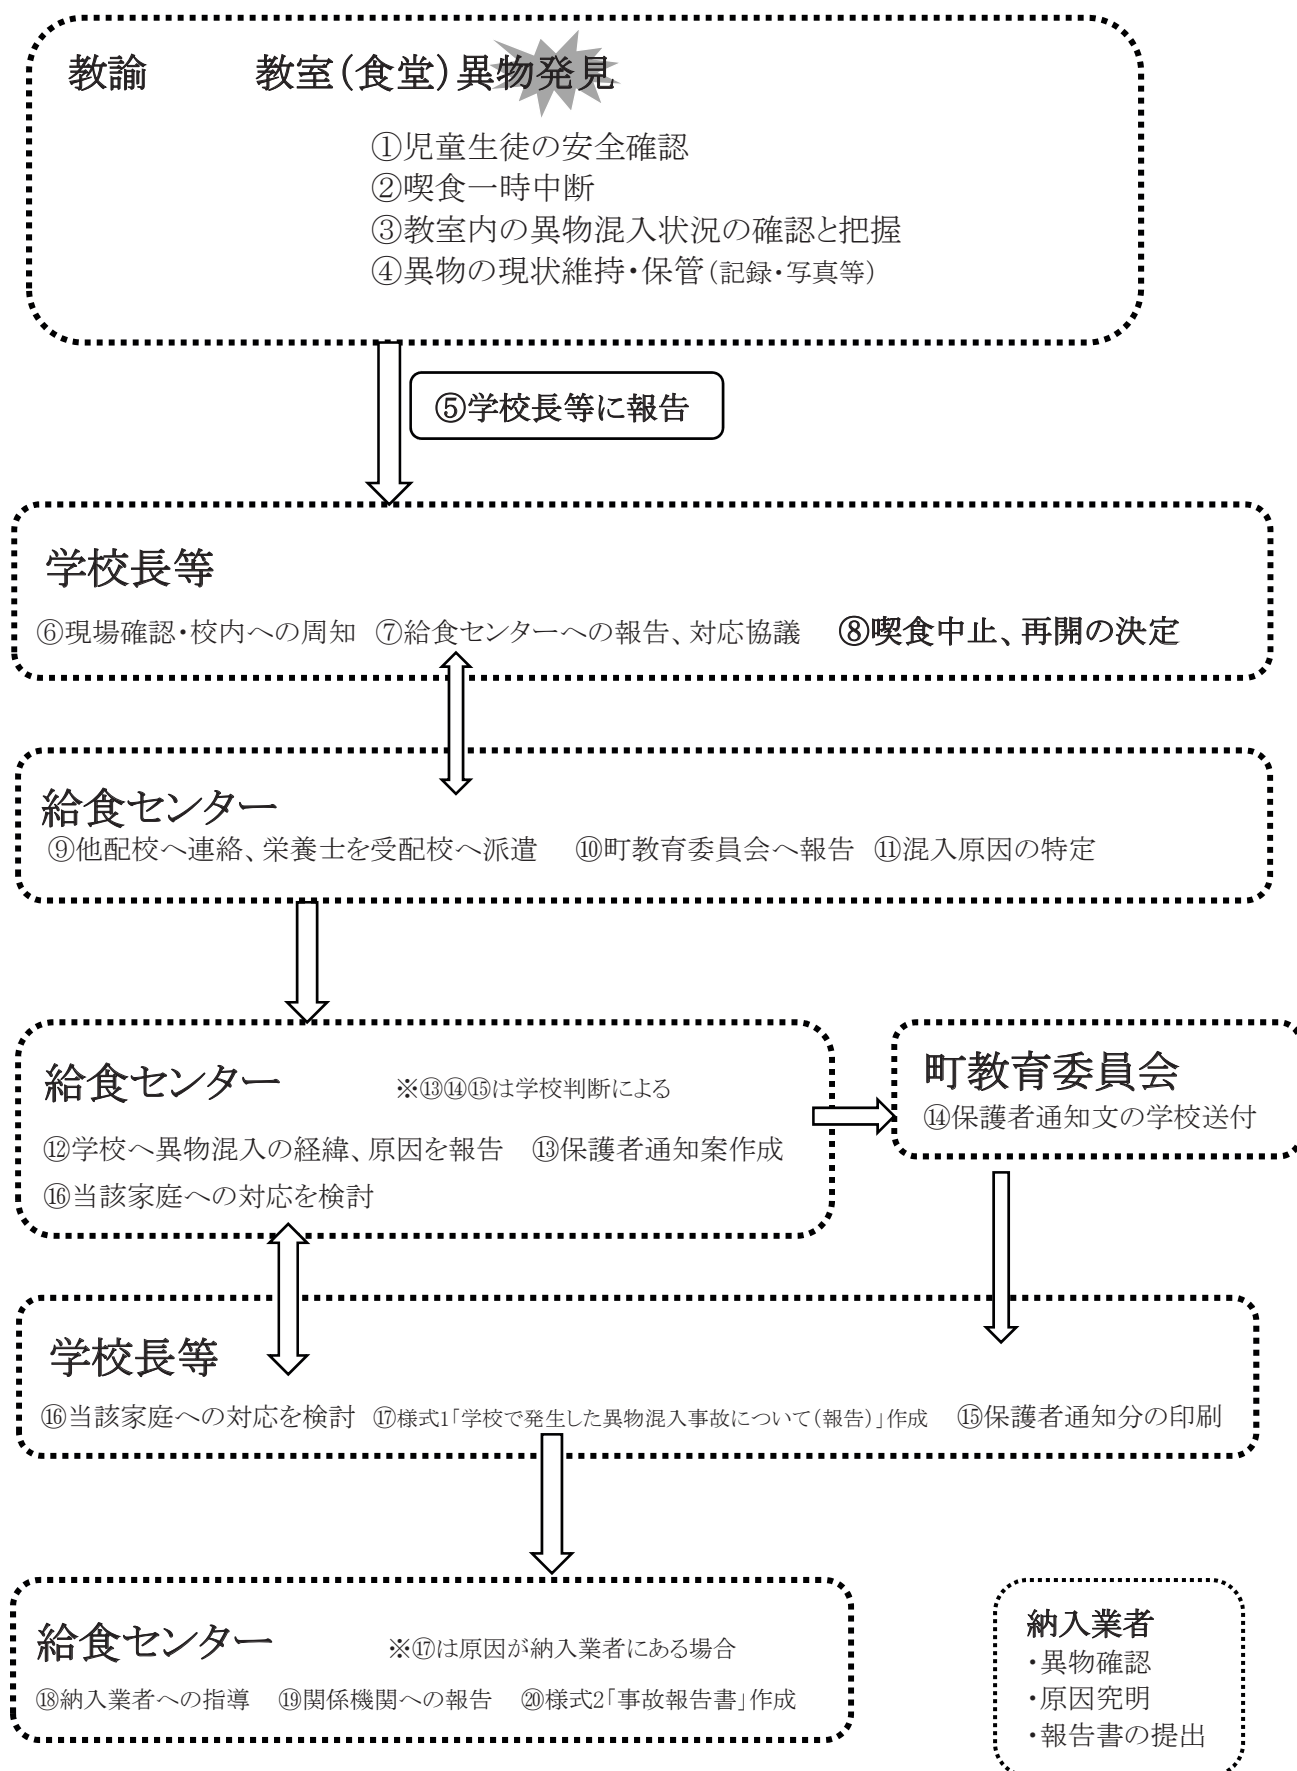 教諭　教室（食堂）異物発見
①児童生徒の安全確認
②喫食一時中断
③教室内の異物混入状況の確認と把握
④異物の現状維持・保管（記録・写真等）
⑤学校長等に報告
学校長等
⑥現場確認・校内への周知　⑦給食センターへの報告、対応協議　⑧喫食中止、再開の決定
給食センター
⑨他配校へ連絡、栄養士を受配校へ派遣　⑩町教育委員会へ報告　⑪混入原因の特定
給食センター　※⑬⑭⑮は学校判断による
⑫学校へ異物混入の経緯、原因を報告　⑬保護者通知案作成
⑯当該家庭への対応を検討
町教育委員会
⑭保護者通知文の学校送付
学校長等
⑯当該家庭への対応を検討　⑰様式1「学校で発生した異物混入事故について（報告）」作成　⑮保護者通知分の印刷
給食センター　※⑰は原因が納入業者にある場合
⑱納入業者への指導　⑲関係機関への報告　⑳様式2「事故報告書」作成
納入業者
・異物確認
・原因究明
・報告書の提出